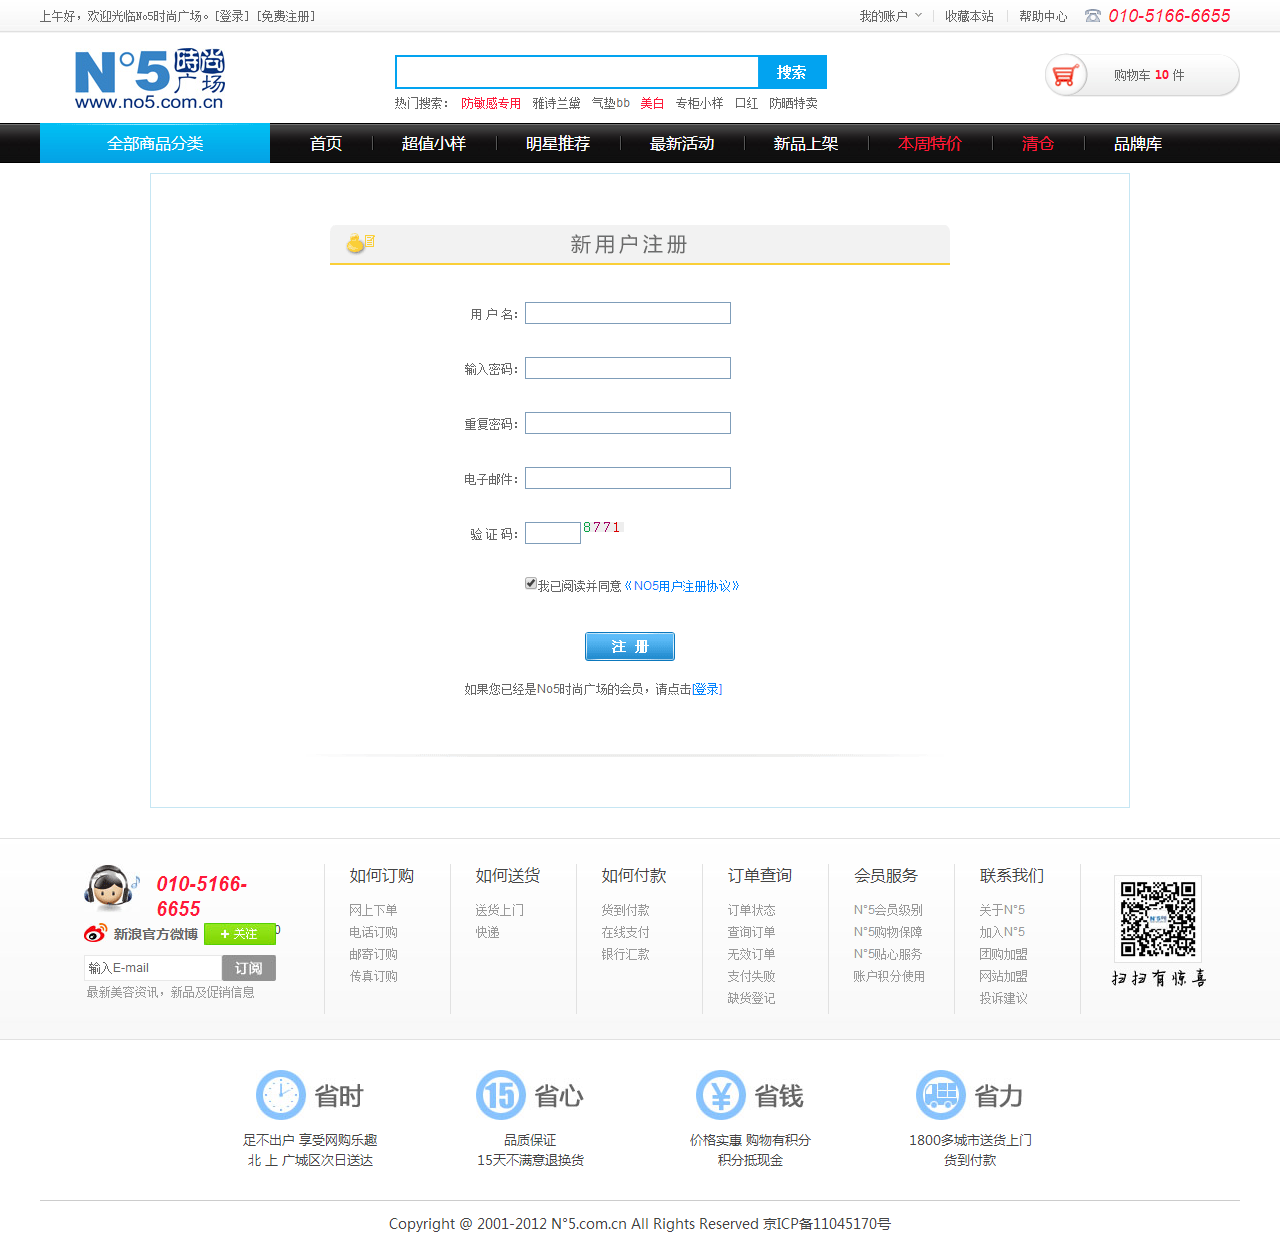 上午好，欢迎光临No5时尚广场。[登录] [免费注册]
我的账户 收藏本站 帮助中心 010-5166-6655
N°5 時尚广场
www.no5.com.cn
搜索
购物车 10 件
热门搜索： 防敏感专用 雅诗兰黛 气垫bb 美白 专柜小样 口红 防晒特卖
全部商品分类 首页 超值小样 明星推荐 最新活动 新品上架 本周特价 清仓 品牌库
新用户注册
用 户 名：
输入密码：
重复密码：
电子邮件：
验 证 码： 8771
我已阅读并同意《NO5用户注册协议》
注 册
如果您已经是No5时尚广场的会员，请点击[登录]
010-5166-6655
新浪官方微博 + 关注
输入E-mail 订阅
最新美容资讯，新品及促销信息
如何订购
网上下单
电话订购
邮寄订购
传真订购
如何送货
送货上门
快递
如何付款
货到付款
在线支付
银行汇款
订单查询
订单状态
查询订单
无效订单
支付失败
缺货登记
会员服务
N°5会员级别
N°5购物保障
N°5贴心服务
账户积分使用
联系我们
关于N°5
加入N°5
团购加盟
网站加盟
投诉建议
扫扫有惊喜
省时
足不出户 享受网购乐趣
北 上 广城区次日送达
15 省心
品质保证
15天不满意退换货
¥ 省钱
价格实惠 购物有积分
积分抵现金
省力
1800多城市送货上门
货到付款
Copyright @ 2001-2012 N°5.com.cn All Rights Reserved 京ICP备11045170号